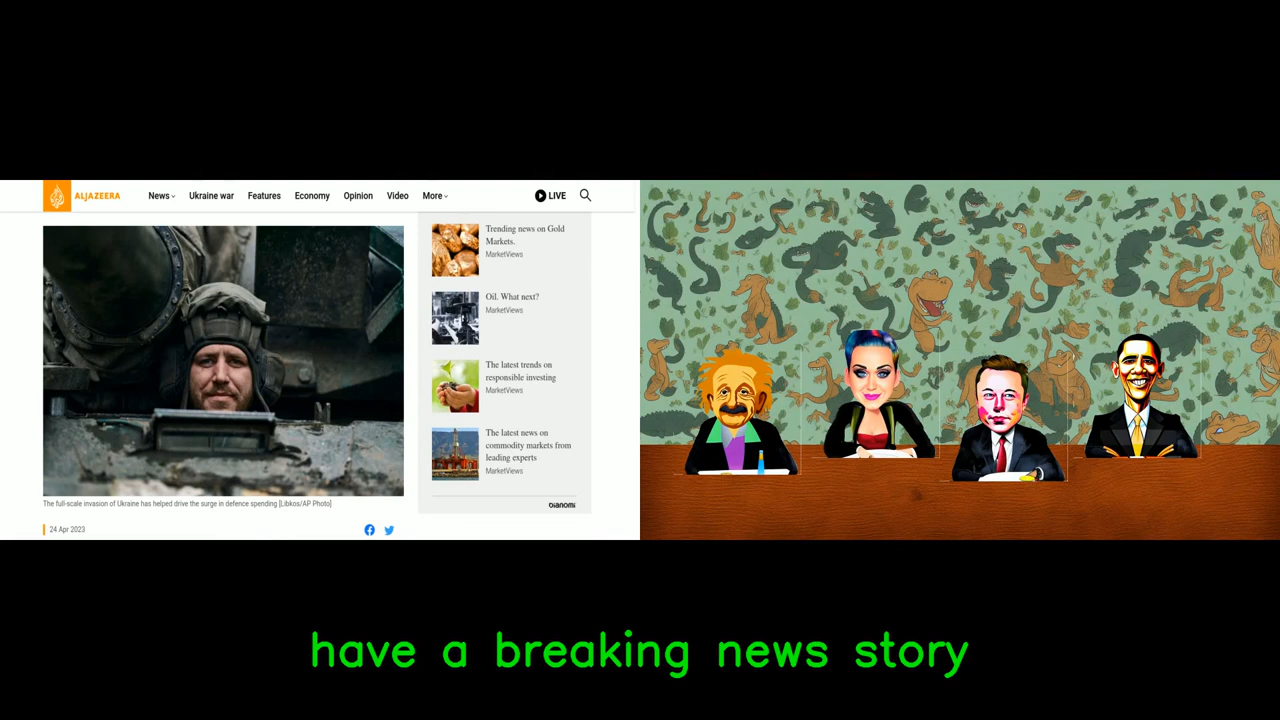 ALJAZEERA News Ukraine war Features Economy Opinion Video More LIVE
Trending news on Gold
Markets.
MarketViews
Oil. What next?
MarketViews
The latest trends on
responsible investing
MarketViews
The latest news on
commodity markets from
leading experts
MarketViews
DIANOMI
The full-scale invasion of Ukraine has helped drive the surge in defence spending [Libkos/AP Photo]
24 Apr 2023
have a breaking news story